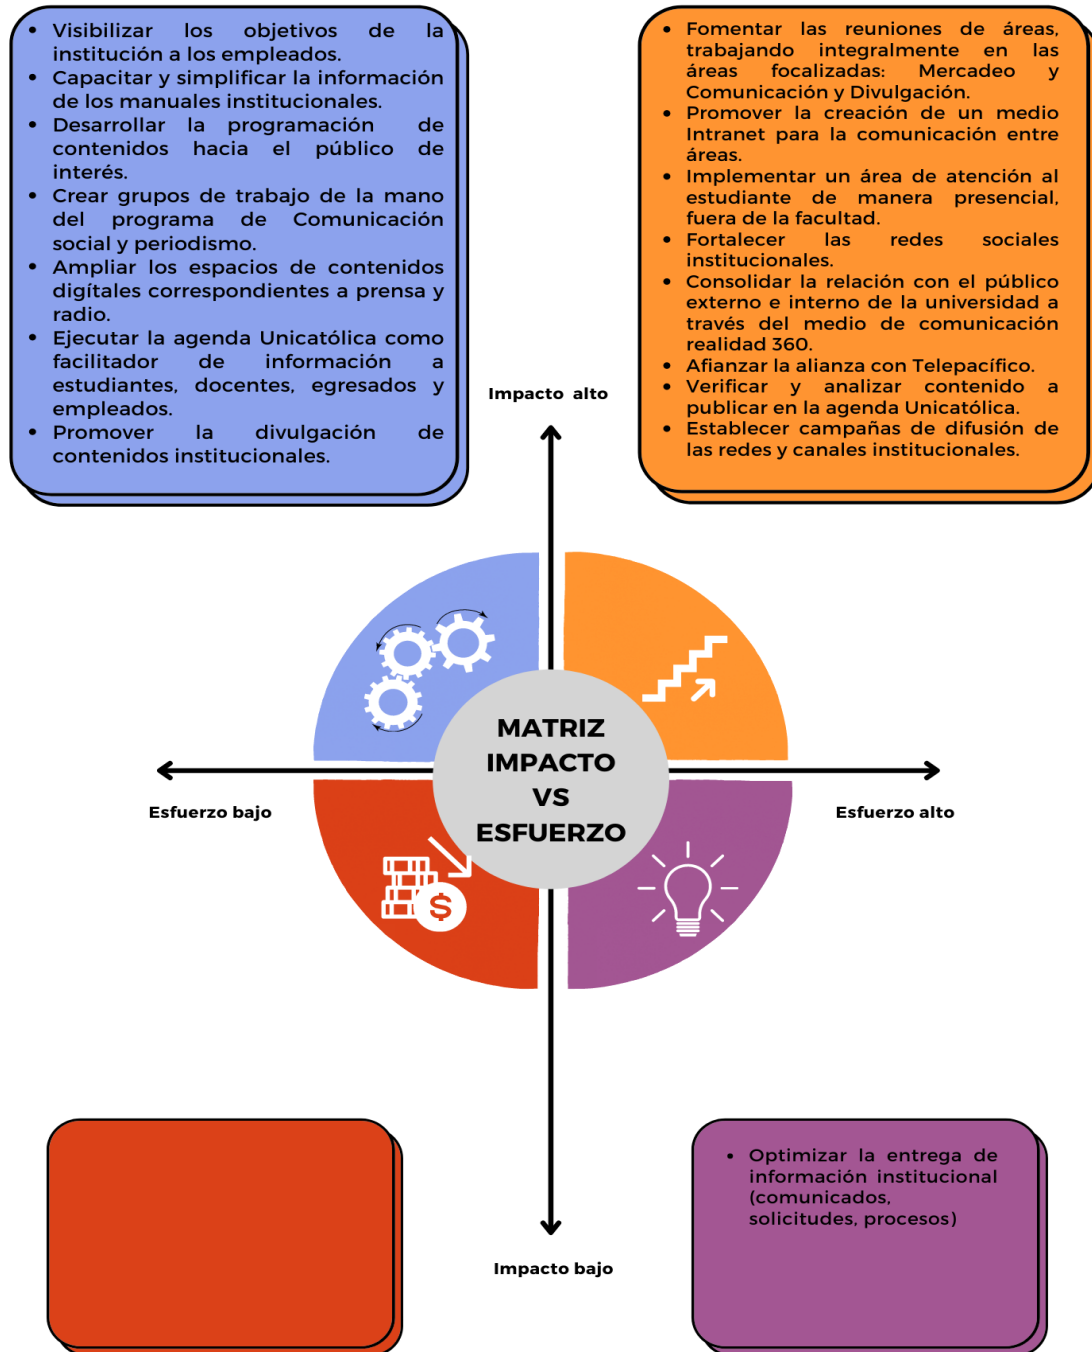 • Visibilizar los objetivos de la
institución a los empleados.
• Capacitar y simplificar la información
de los manuales institucionales.
• Desarrollar la programación de
contenidos hacia el público de
interés.
• Crear grupos de trabajo de la mano
del programa de Comunicación
social y periodismo.
• Ampliar los espacios de contenidos
digítales correspondientes a prensa y
radio.
• Ejecutar la agenda Unicatólica como
facilitador de información a
estudiantes, docentes, egresados y
empleados.
• Promover la divulgación de
contenidos institucionales.
• Fomentar las reuniones de áreas,
trabajando integralmente en las
áreas focalizadas: Mercadeo y
Comunicación y Divulgación.
• Promover la creación de un medio
Intranet para la comunicación entre
áreas.
• Implementar un área de atención al
estudiante de manera presencial,
fuera de la facultad.
• Fortalecer las redes sociales
institucionales.
• Consolidar la relación con el público
externo e interno de la universidad a
través del medio de comunicación
realidad 360.
• Afianzar la alianza con Telepacífico.
• Verificar y analizar contenido a
publicar en la agenda Unicatólica.
• Establecer campañas de difusión de
las redes y canales institucionales.
Impacto alto
MATRIZ
IMPACTO
VS
ESFUERZO
Esfuerzo bajo
Esfuerzo alto
$
• Optimizar la entrega de
información institucional
(comunicados,
solicitudes, procesos)
Impacto bajo